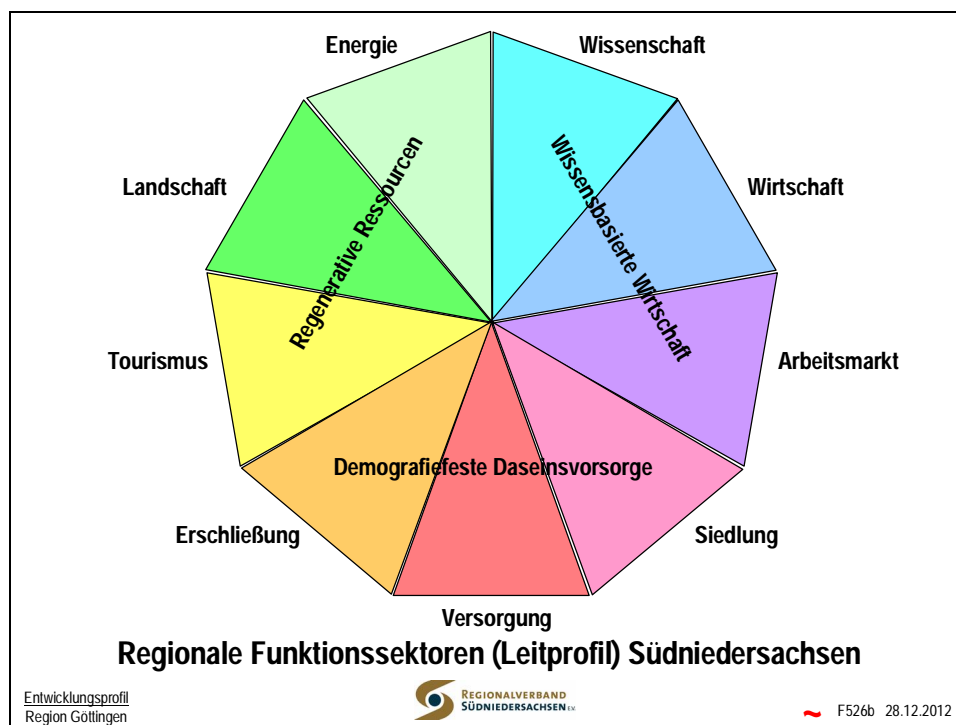 Energie
Wissenschaft
Landschaft
Wirtschaft
Regenerative Ressourcen
Wissensbasierte Wirtschaft
Tourismus
Arbeitsmarkt
Demografiefeste Daseinsvorsorge
Erschließung
Siedlung
Versorgung
Regionale Funktionssektoren (Leitprofil) Südniedersachsen
Entwicklungsprofil
Region Göttingen
REGIONALVERBAND
SÜDNIEDERSACHSEN E.V.
F526b 28.12.2012